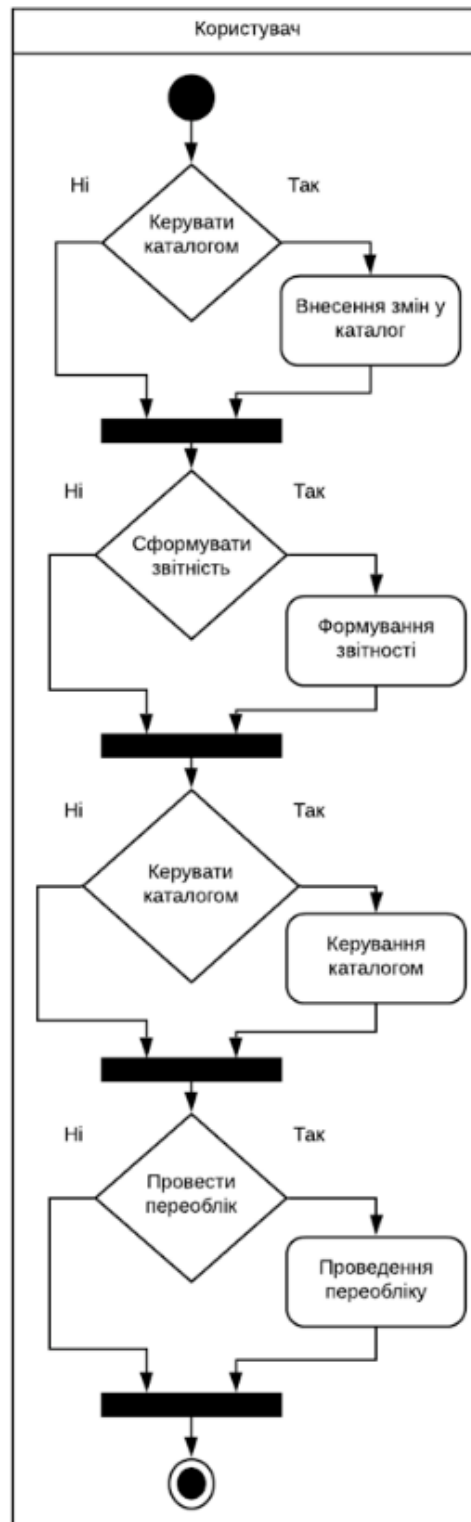 Користувач
Ні
Так
Керувати
каталогом
Внесення змін у
каталог
Ні
Так
Сформувати
звітність
Формування
звітності
Ні
Так
Керувати
каталогом
Керування
каталогом
Ні
Так
Провести
переоблік
Проведення
переобліку